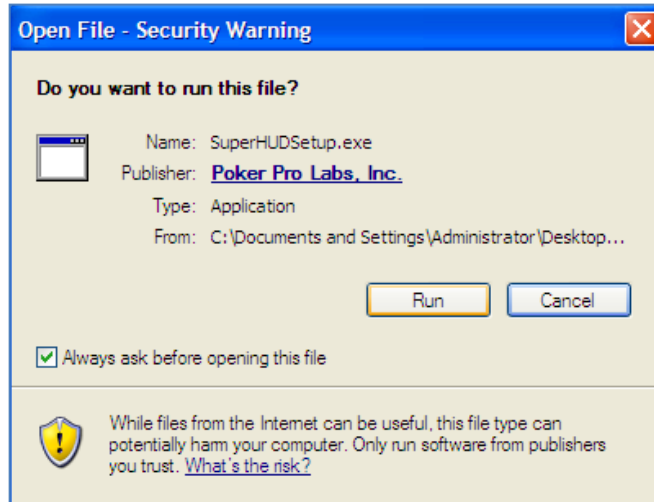 Open File - Security Warning
Do you want to run this file?
Name: SuperHUDSetup.exe
Publisher: Poker Pro Labs, Inc.
Type: Application
From: C:\Documents and Settings\Administrator\Desktop...
Run Cancel
Always ask before opening this file
While files from the Internet can be useful, this file type can
potentially harm your computer. Only run software from publishers
you trust. What's the risk?